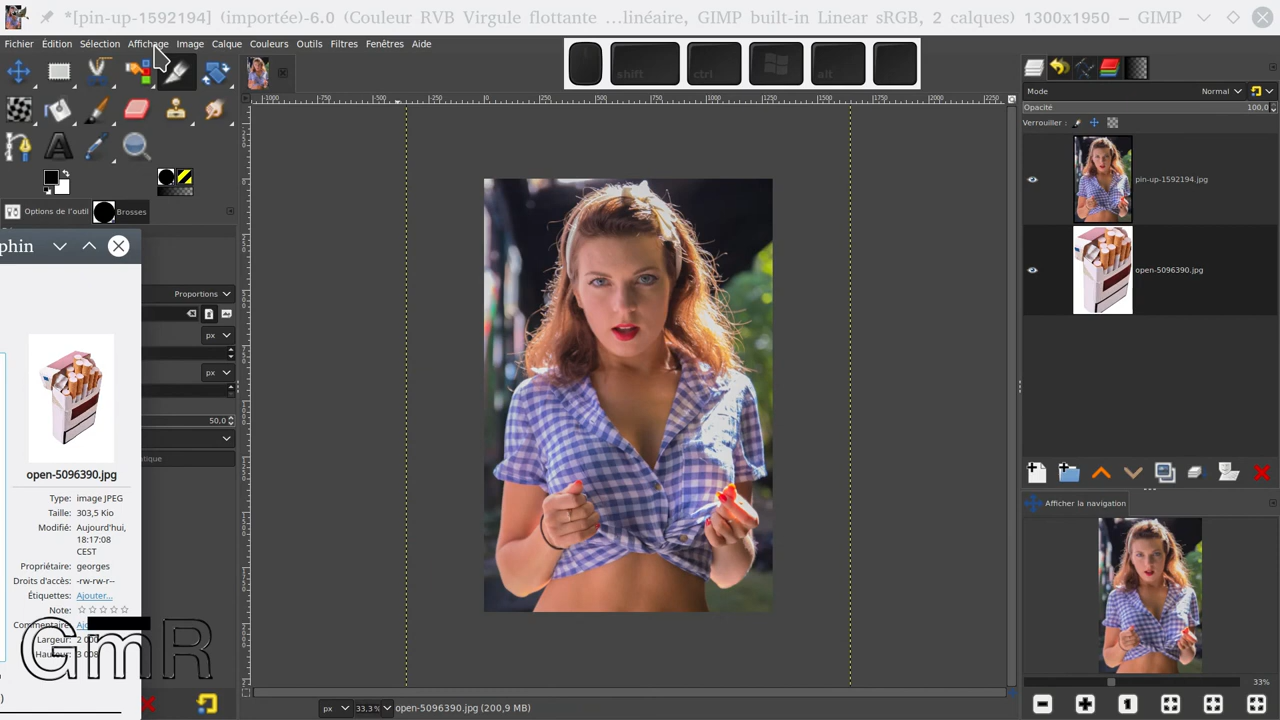 *[pin-up-1592194] (importée)-6.0 (Couleur RVB Virgule flottante ...linéaire, GIMP built-in Linear sRGB, 2 calques) 1300x1950 – GIMP
Fichier Édition Sélection Affichage Image Calque Couleurs Outils Filtres Fenêtres Aide
shift ctrl alt
Mode Normal
Opacité 100,0
Verrouiller :
pin-up-1592194.jpg
open-5096390.jpg
Options de l'outil Brosses
phin
Proportions
px
px
50,0
open-5096390.jpg
Type: image JPEG
Taille: 303,5 Kio
Modifié: Aujourd'hui,
18:17:08
CEST
Propriétaire: georges
Droits d'accès: -rw-rw-r--
Étiquettes: Ajouter...
Note:
Commentaire:
Largeur:
Hauteur:
GmR
Afficher la navigation
33%
px 33,3% open-5096390.jpg (200,9 MB)